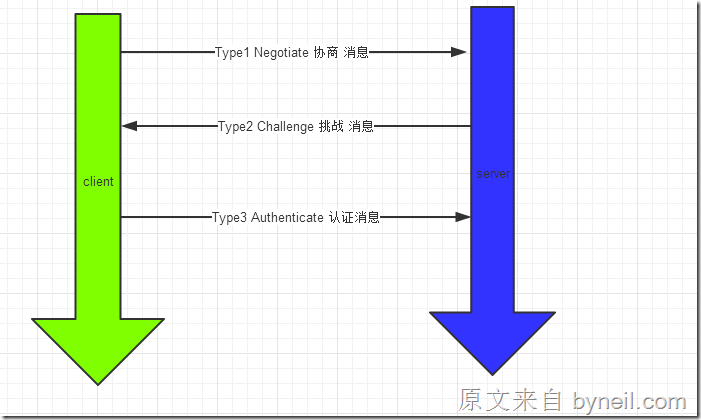 Type1 Negotiate 协商 消息
Type2 Challenge 挑战 消息
server
client
Type3 Authenticate 认证消息
原文来自 byneil.com